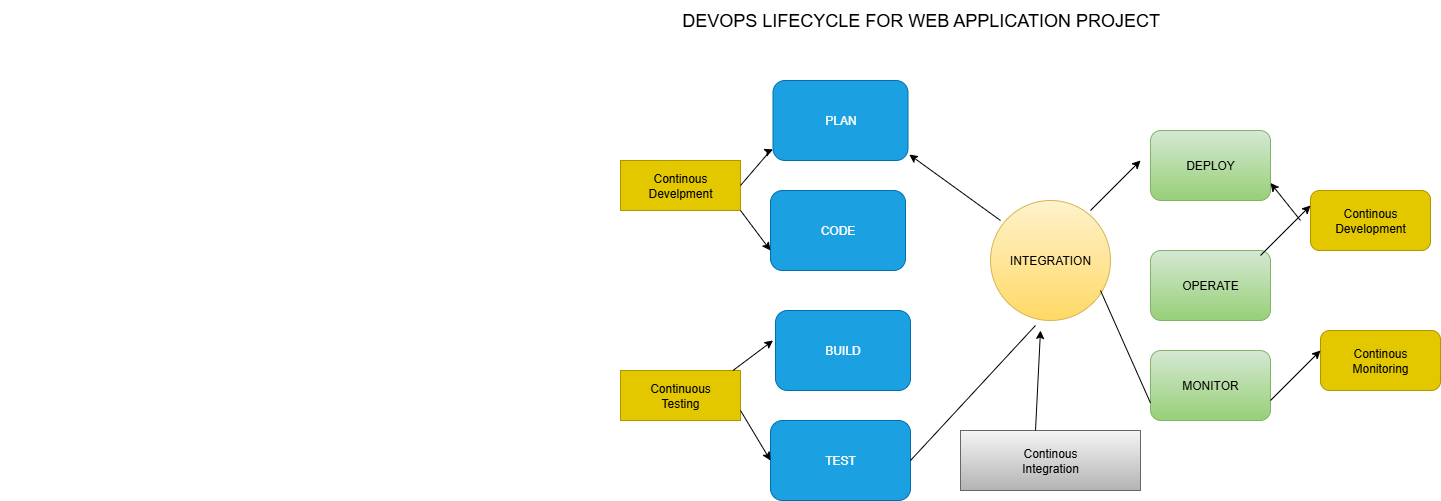 DEVOPS LIFECYCLE FOR WEB APPLICATION PROJECT
PLAN
Continous
Develpment
CODE
BUILD
Continuous
Testing
TEST
INTEGRATION
Continous
Integration
DEPLOY
Continous
Development
OPERATE
MONITOR
Continous
Monitoring